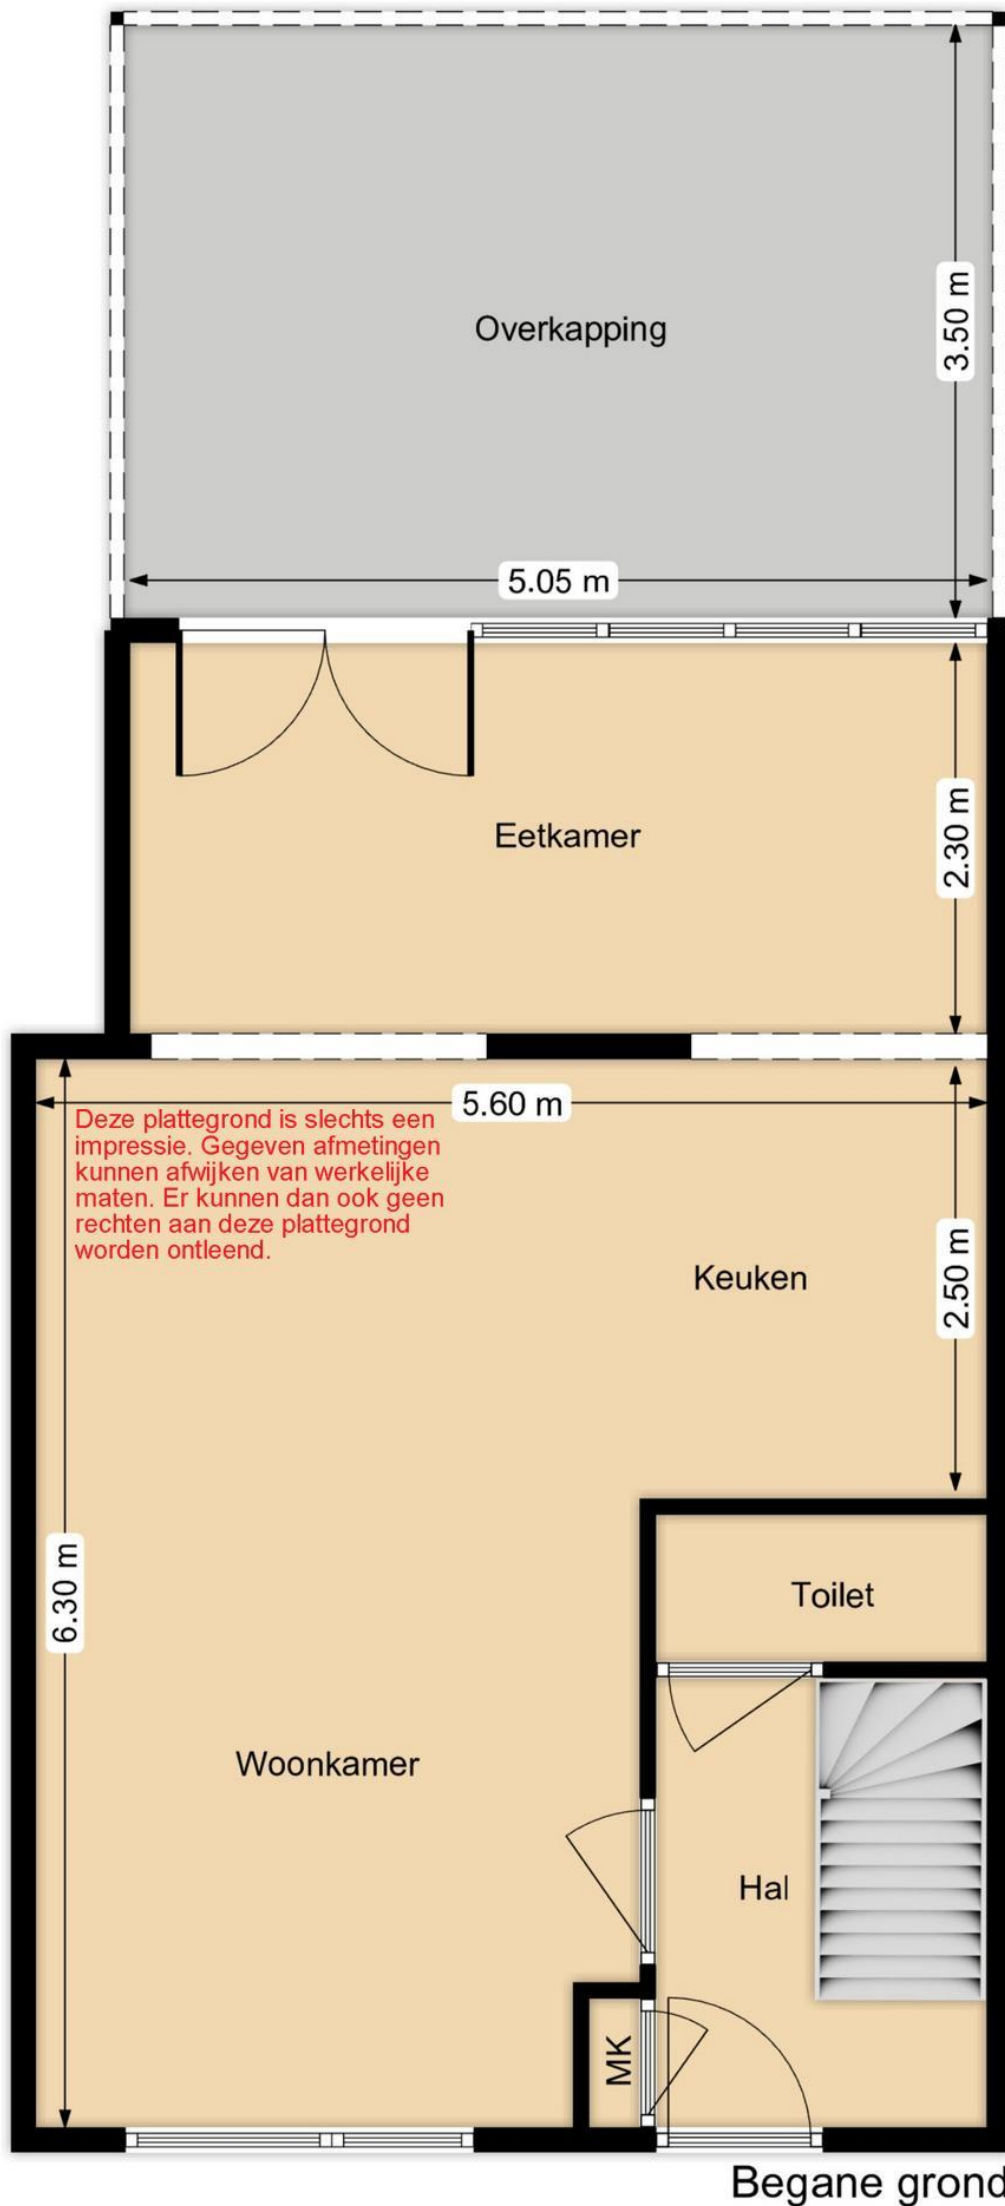 Overkapping
3.50 m
5.05 m
Eetkamer
2.30 m
5.60 m
Deze plattegrond is slechts een
impressie. Gegeven afmetingen
kunnen afwijken van werkelijke
maten. Er kunnen dan ook geen
rechten aan deze plattegrond
worden ontleend.
Keuken
2.50 m
6.30 m
Toilet
Woonkamer
Hal
MK
Begane grond